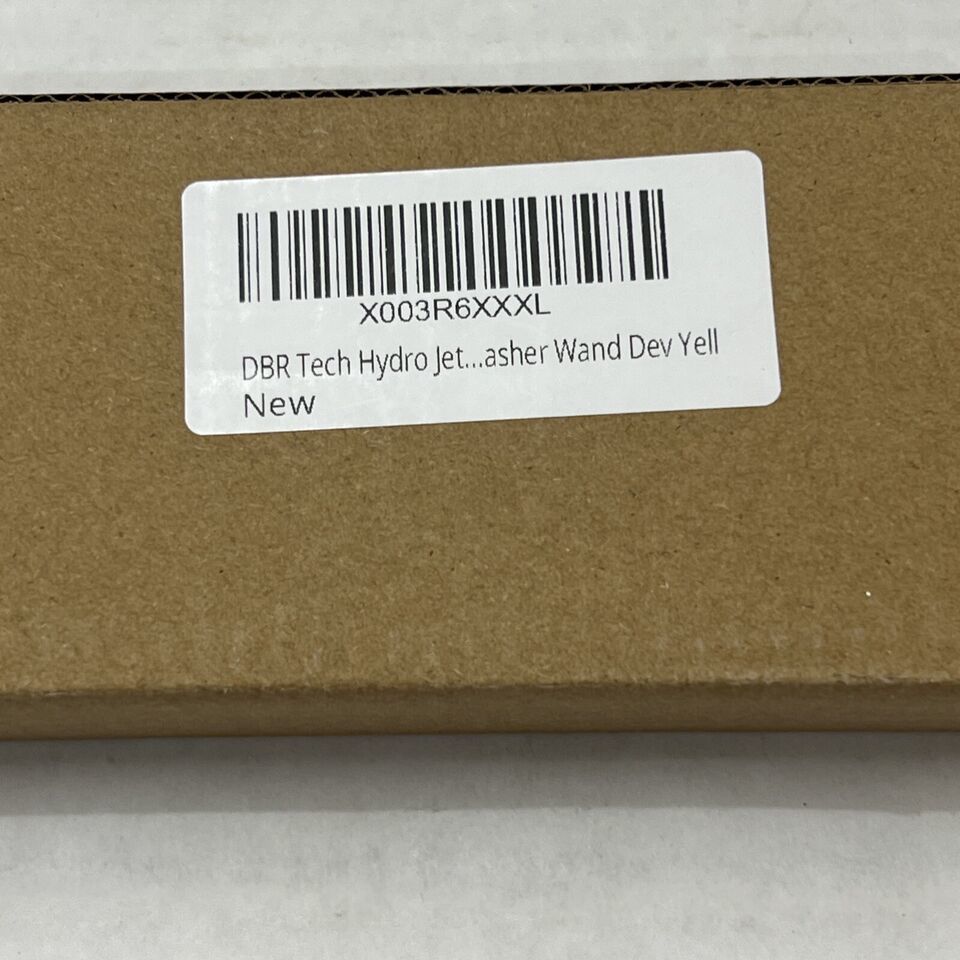 X003R6XXXL
DBR Tech Hydro Jet...asher Wand Dev Yell
New